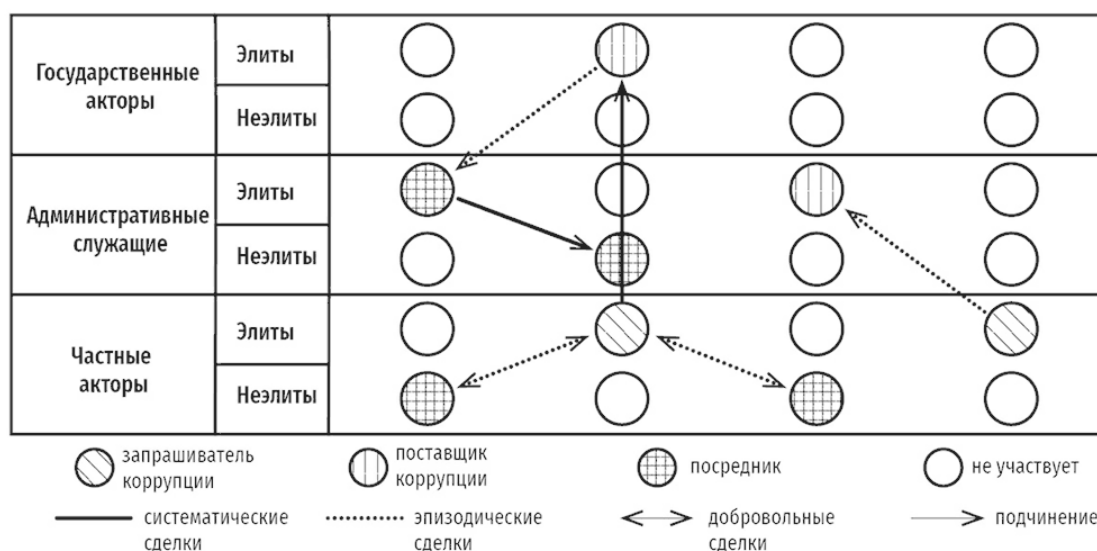 Государственные
акторы
Элиты
Неэлиты
Административные
служащие
Элиты
Неэлиты
Частные
акторы
Элиты
Неэлиты
запрашиватель
коррупции
поставщик
коррупции
посредник
не участвует
систематические
сделки
эпизодические
сделки
добровольные
сделки
подчинение